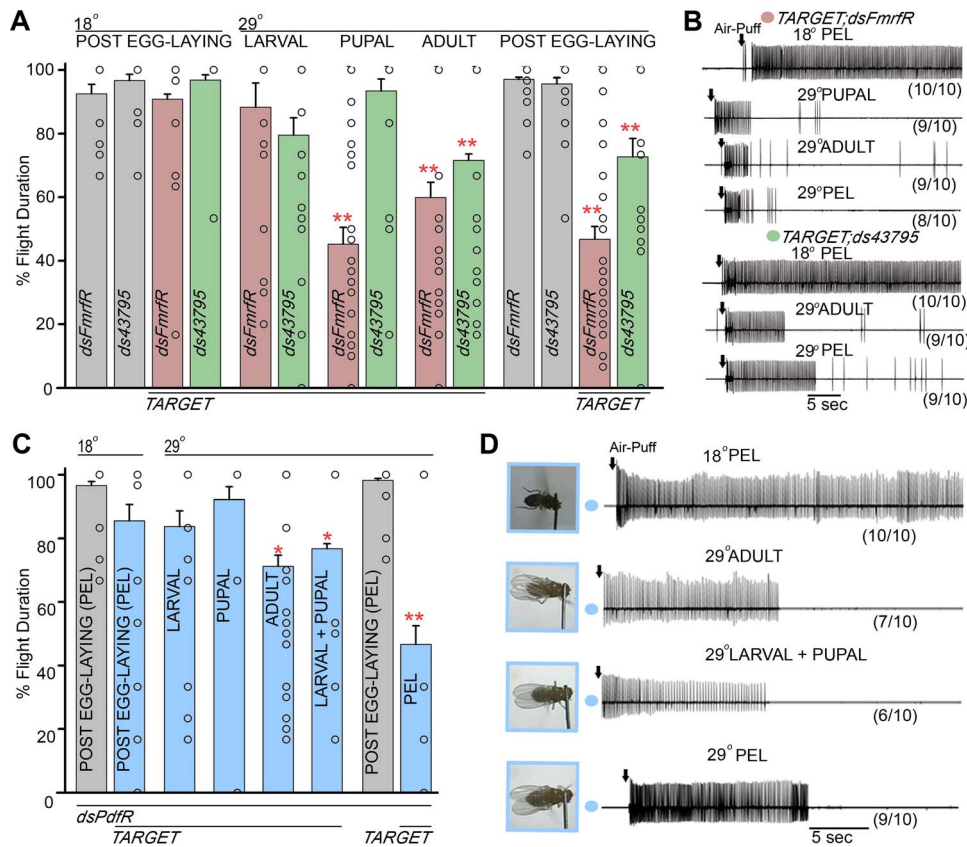 A
18° 29°
POST EGG-LAYING LARVAL PUPAL ADULT POST EGG-LAYING
% Flight Duration
100
80
60
40
20
0
dsFmrfR ds43795 dsFmrfR ds43795 dsFmrfR ds43795 dsFmrfR ds43795 dsFmrfR ds43795 dsFmrfR ds43795 dsFmrfR ds43795
** ** ** ** **
TARGET TARGET
B
TARGET;dsFmrfR
Air-Puff 18° PEL
(10/10)
29°PUPAL
(9/10)
29°ADULT
(9/10)
29°PEL
(8/10)
TARGET;ds43795
18° PEL
(10/10)
29°ADULT
(9/10)
29°PEL
(9/10)
5 sec
C
18° 29°
% Flight Duration
100
80
60
40
20
0
POST EGG-LAYING (PEL) POST EGG-LAYING (PEL) LARVAL PUPAL ADULT LARVAL + PUPAL POST EGG-LAYING (PEL) PEL
* * **
dsPdfR
TARGET TARGET
D
Air-Puff 18°PEL
(10/10)
29°ADULT
(7/10)
29°LARVAL + PUPAL
(6/10)
29°PEL
(9/10)
5 sec